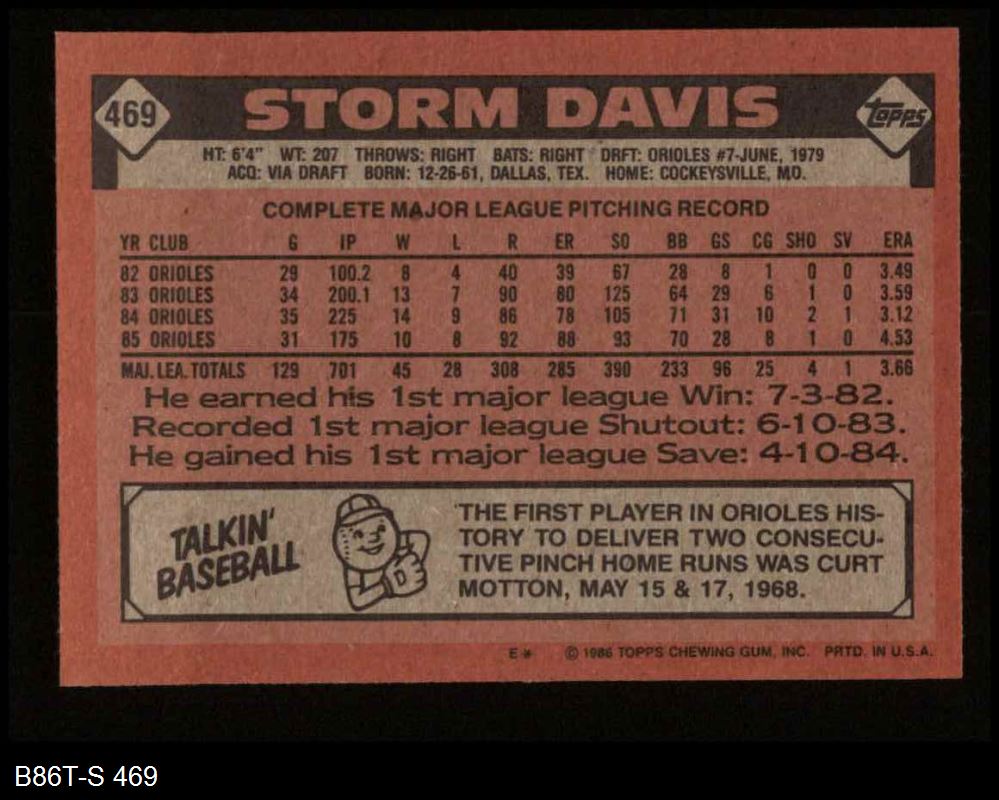 469 STORM DAVIS topps
HT: 6'4" WT: 207 THROWS: RIGHT BATS: RIGHT DRFT: ORIOLES #7-JUNE, 1979
ACQ: VIA DRAFT BORN: 12-26-61, DALLAS, TEX. HOME: COCKEYSVILLE, MD.
COMPLETE MAJOR LEAGUE PITCHING RECORD
YR CLUB G IP W L R ER SO BB GS CG SHO SV ERA
82 ORIOLES 29 100.2 8 4 40 39 67 28 8 1 0 0 3.49
83 ORIOLES 34 200.1 13 7 90 80 125 64 29 6 1 0 3.59
84 ORIOLES 35 225 14 9 86 78 105 71 31 10 2 1 3.12
85 ORIOLES 31 175 10 8 92 88 93 70 28 8 1 0 4.53
MAJ. LEA. TOTALS 129 701 45 28 308 285 390 233 96 25 4 1 3.66
He earned his 1st major league Win: 7-3-82.
Recorded 1st major league Shutout: 6-10-83.
He gained his 1st major league Save: 4-10-84.
TALKIN'
BASEBALL
THE FIRST PLAYER IN ORIOLES HIS-
TORY TO DELIVER TWO CONSECU-
TIVE PINCH HOME RUNS WAS CURT
MOTTON, MAY 15 & 17, 1968.
E* © 1986 TOPPS CHEWING GUM, INC. PRTD. IN U.S.A.
B86T-S 469